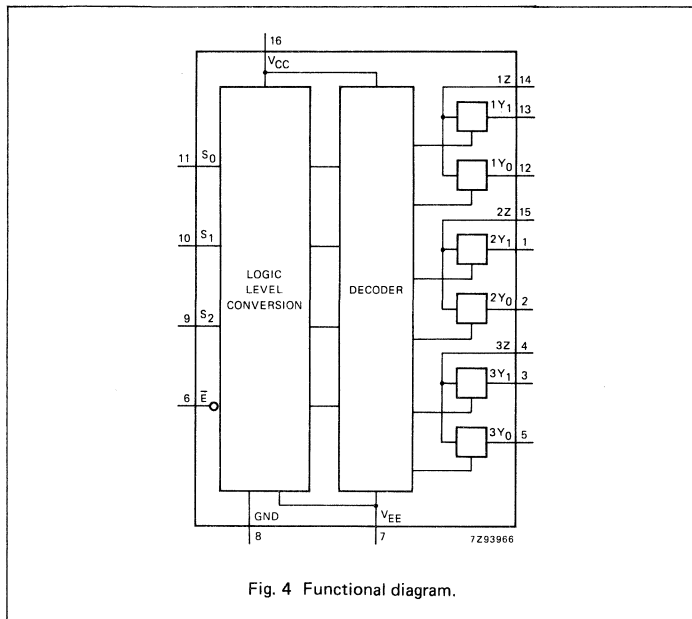 16
VCC
1Z 14
1Y1 13
11 S0
1Y0 12
2Z 15
10 S1
2Y1 1
LOGIC
LEVEL
CONVERSION
DECODER
2Y0 2
9 S2
3Z 4
3Y1 3
6 E̅
3Y0 5
GND
VEE
8
7
7Z93966
Fig. 4 Functional diagram.